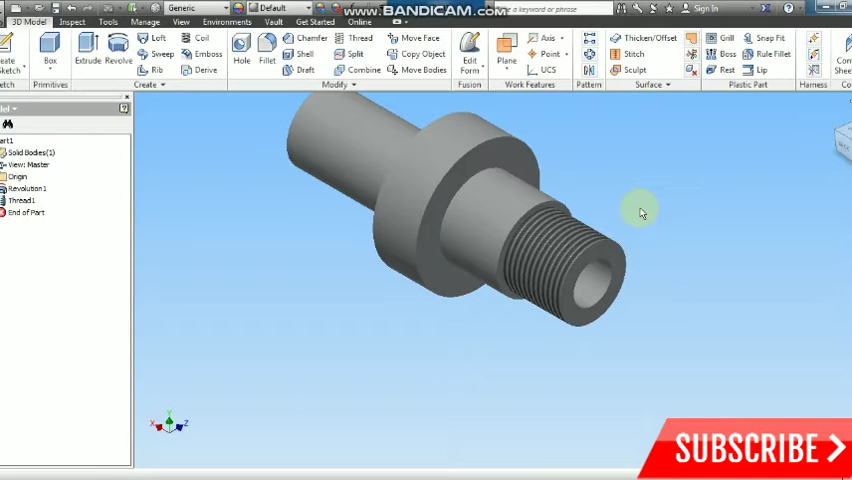 www.BANDICAM.com
Generic Default e a keyword or phrase. Sign In
3D Model Inspect Tools Manage View Environments Vault Get Started Online
Loft Coil Chamfer Thread Move Face Axis Thicken/Offset Grill Snap Fit
Sweep Emboss Shell Split Copy Object Point Stitch Boss Rule Fillet
Box Extrude Revolve Rib Derive Hole Fillet Draft Combine Move Bodies Edit Form Plane UCS Sculpt Rest Lip
Primitives Create Modify Fusion Work Features Pattern Surface Plastic Part Harness
Solid Bodies(1)
View: Master
Origin
Revolution1
Thread1
End of Part
X Y Z
SUBSCRIBE